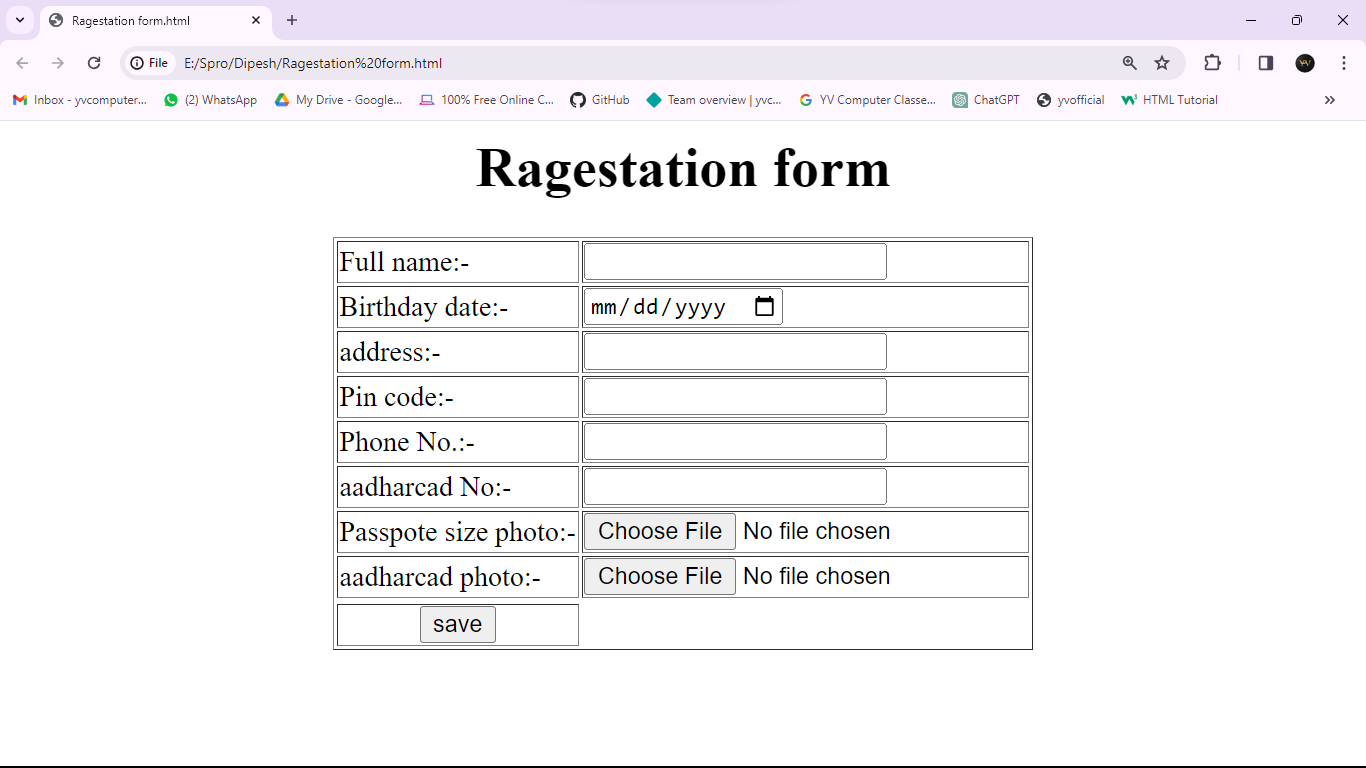 Ragestation form.html
File E:/Spro/Dipesh/Ragestation%20form.html
Inbox - yvcomputer... (2) WhatsApp My Drive - Google... 100% Free Online C... GitHub Team overview | yvc... YV Computer Classe... ChatGPT yvofficial HTML Tutorial
Ragestation form
Full name:-
Birthday date:- mm/dd/yyyy
address:-
Pin code:-
Phone No.:-
aadharcad No:-
Passpote size photo:- Choose File No file chosen
aadharcad photo:- Choose File No file chosen
save